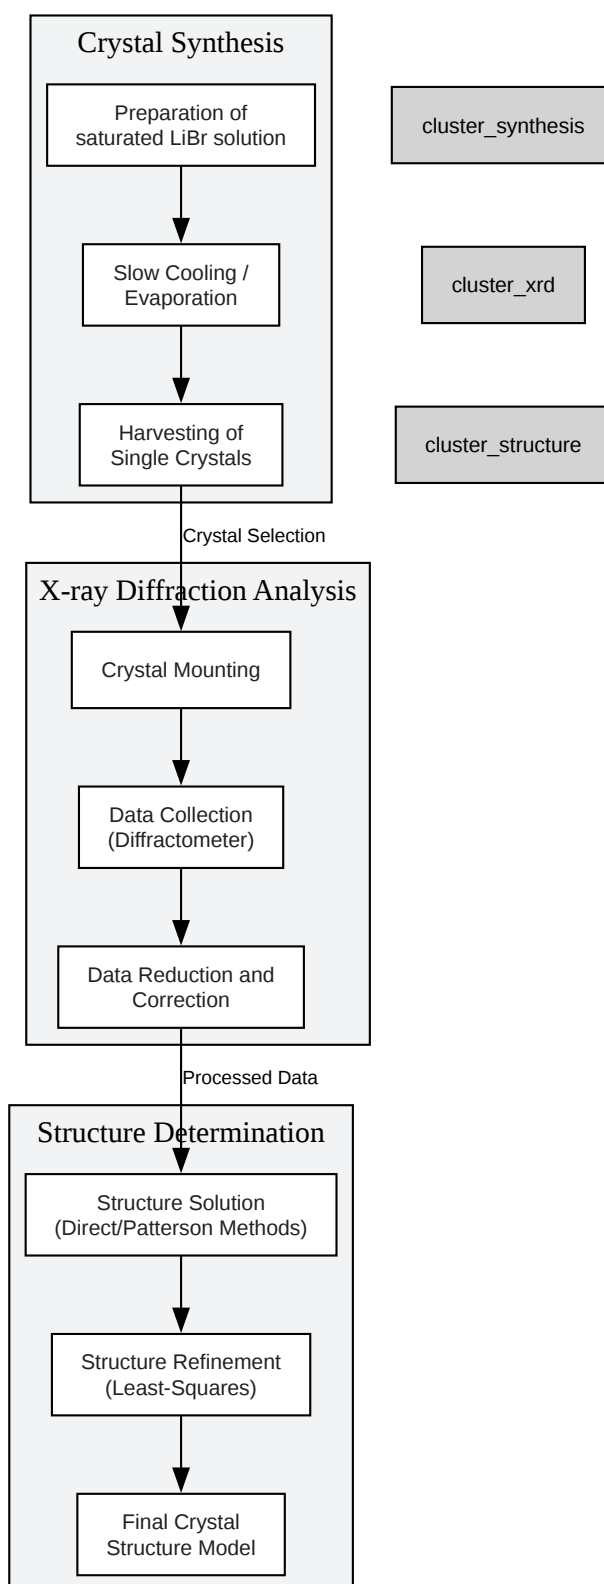 Crystal Synthesis
Preparation of
saturated LiBr solution
cluster_synthesis
Slow Cooling /
Evaporation
cluster_xrd
Harvesting of
Single Crystals
cluster_structure
Crystal Selection
X-ray Diffraction Analysis
Crystal Mounting
Data Collection
(Diffractometer)
Data Reduction and
Correction
Processed Data
Structure Determination
Structure Solution
(Direct/Patterson Methods)
Structure Refinement
(Least-Squares)
Final Crystal
Structure Model